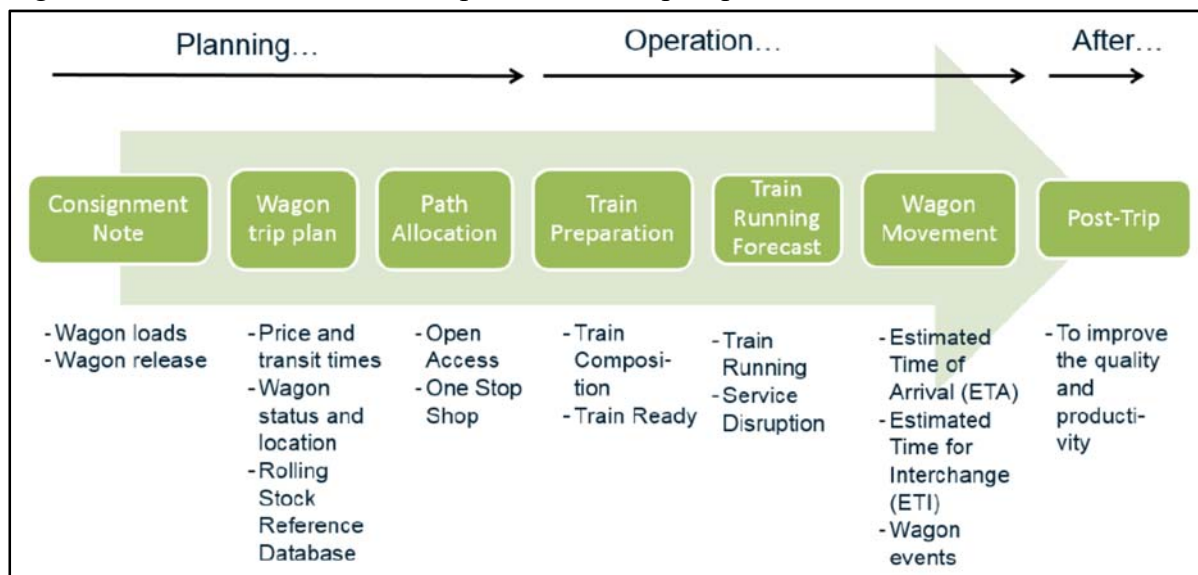 Planning...
Operation...
After...
Consignment
Note
Wagon
trip plan
Path
Allocation
Train
Preparation
Train
Running
Forecast
Wagon
Movement
Post-Trip
-Wagon loads
-Wagon release
-Price and
transit times
-Wagon
status and
location
-Rolling
Stock
Reference
Database
-Open
Access
-One Stop
Shop
-Train
Composi-
tion
-Train Ready
-Train
Running
-Service
Disruption
-Estimated
Time of
Arrival (ETA)
-Estimated
Time for
Interchange
(ETI)
-Wagon
events
-To improve
the quality
and
producti-
vity